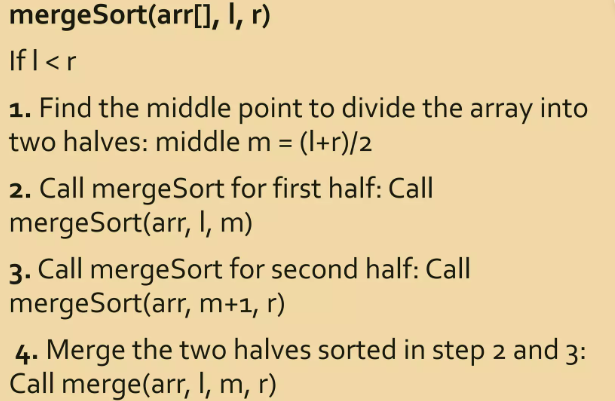 mergeSort(arr[], l, r)
If l < r
1. Find the middle point to divide the array into
two halves: middle m = (l+r)/2
2. Call mergeSort for first half: Call
mergeSort(arr, l, m)
3. Call mergeSort for second half: Call
mergeSort(arr, m+1, r)
4. Merge the two halves sorted in step 2 and 3:
Call merge(arr, l, m, r)